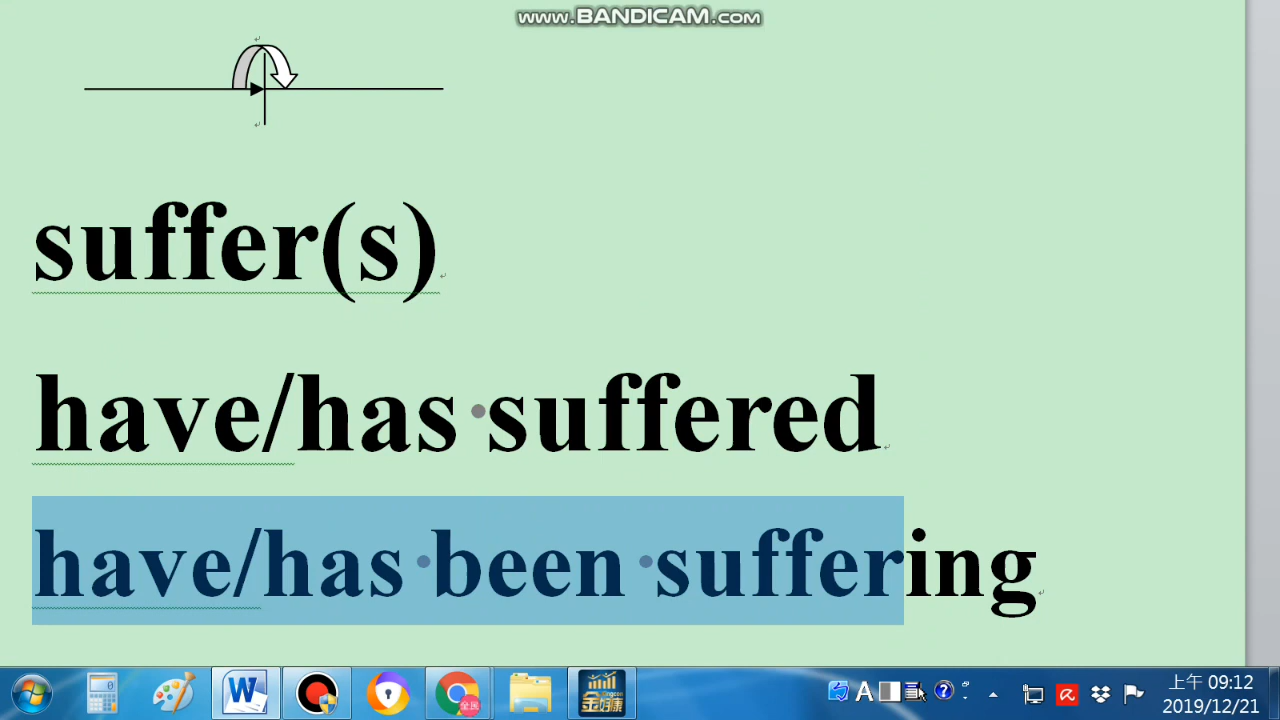 www.BANDICAM.com
suffer(s)
have/has suffered
have/has been suffering
上午 09:12
2019/12/21